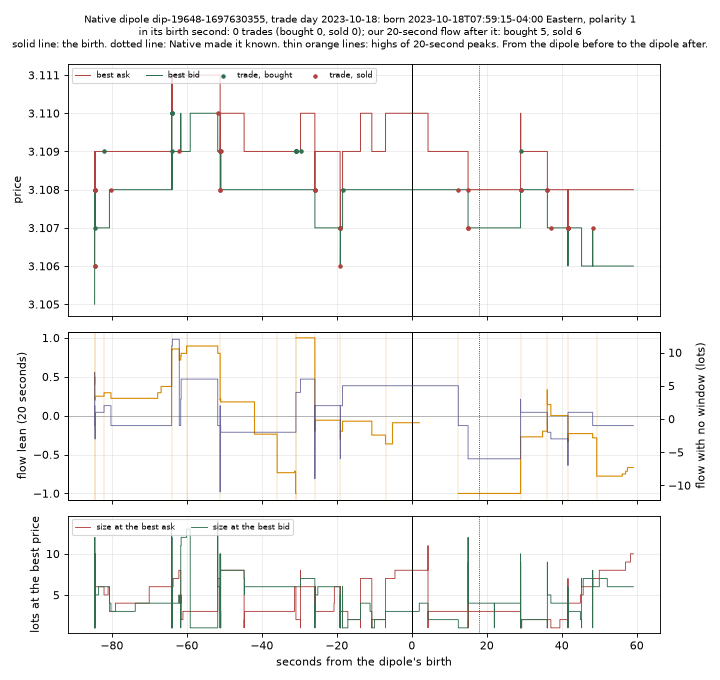 Native dipole dip-19648-1697630355, trade day 2023-10-18: born 2023-10-18T07:59:15-04:00 Eastern, polarity 1
in its birth second: 0 trades (bought 0, sold 0); our 20-second flow after it: bought 5, sold 6
solid line: the birth. dotted line: Native made it known. thin orange lines: highs of 20-second peaks. From the dipole before to the dipole after.
best ask best bid trade, bought trade, sold
3.111
3.110
3.109
3.108
3.107
3.106
3.105
price
1.0
0.5
0.0
−0.5
−1.0
flow lean (20 seconds)
10
5
0
−5
−10
flow with no window (lots)
size at the best ask size at the best bid
10
5
lots at the best price
−80 −60 −40 −20 0 20 40 60
seconds from the dipole's birth